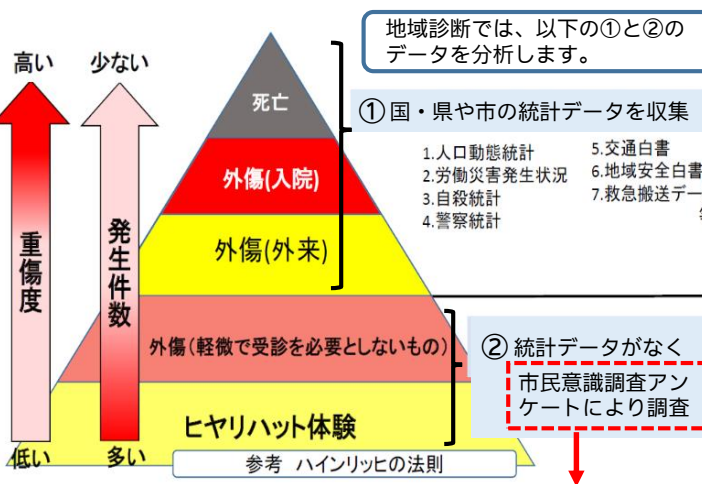 地域診断では、以下の①と②の
データを分析します。
高い
少ない
死亡
①国・県や市の統計データを収集
外傷(入院)
1.人口動態統計
2.労働災害発生状況
3.自殺統計
4.警察統計
5.交通白書
6.地域安全白書
7.救急搬送デー
外傷(外来)
重傷度
発生件数
外傷(軽微で受診を必要としないもの)
②統計データがなく
市民意識調査アン
ケートにより調査
ヒヤリハット体験
低い
多い
参考 ハインリッヒの法則